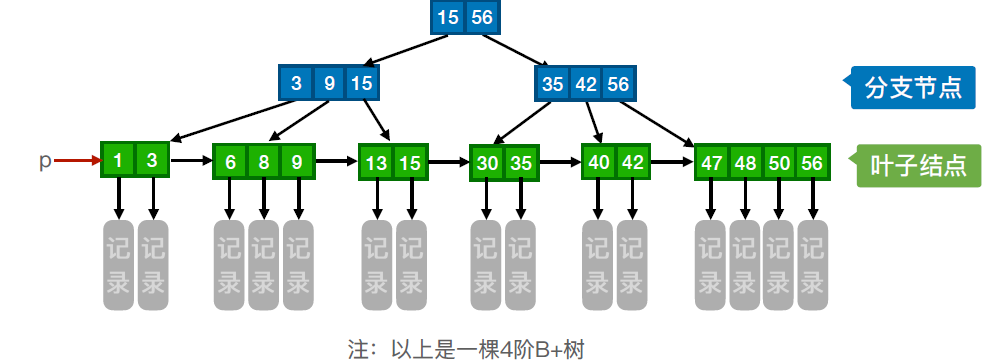 15 56
3 9 15 35 42 56 分支节点
p 1 3 6 8 9 13 15 30 35 40 42 47 48 50 56 叶子结点
记录 记录 记录 记录 记录 记录 记录 记录 记录 记录 记录 记录 记录 记录 记录
注：以上是一棵4阶B+树